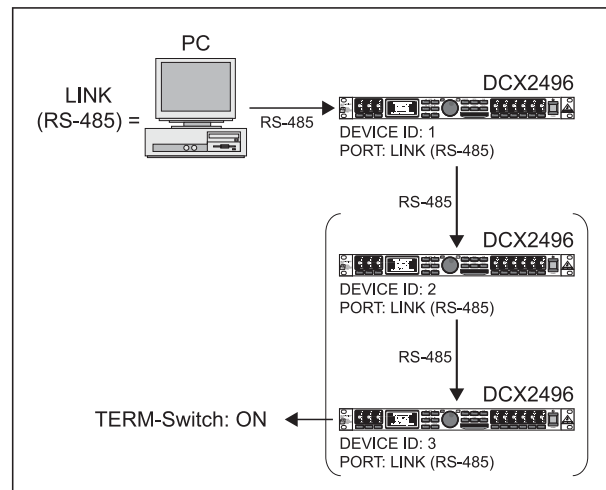 PC
LINK
(RS-485) =
RS-485
DCX2496
DEVICE ID: 1
PORT: LINK (RS-485)
RS-485
DCX2496
DEVICE ID: 2
PORT: LINK (RS-485)
RS-485
DCX2496
TERM-Switch: ON
DEVICE ID: 3
PORT: LINK (RS-485)